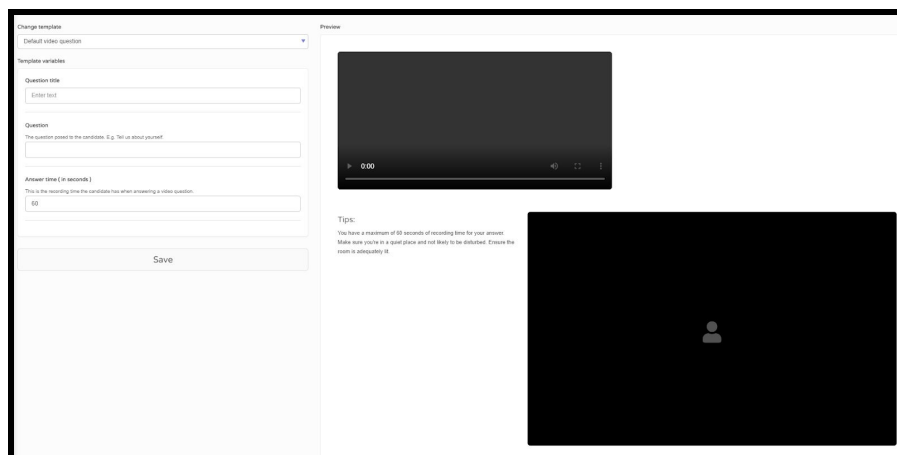 Change template
Default video question
Template variables
Question title
Enter text
Question
The question posed to the candidate. E.g. Tell us about yourself.
Answer time ( in seconds )
This is the recording time the candidate has when answering a video question.
60
Save
Preview
0:00
Tips:
You have a maximum of 60 seconds of recording time for your answer.
Make sure you're in a quiet place and not likely to be disturbed. Ensure the
room is adequately lit.